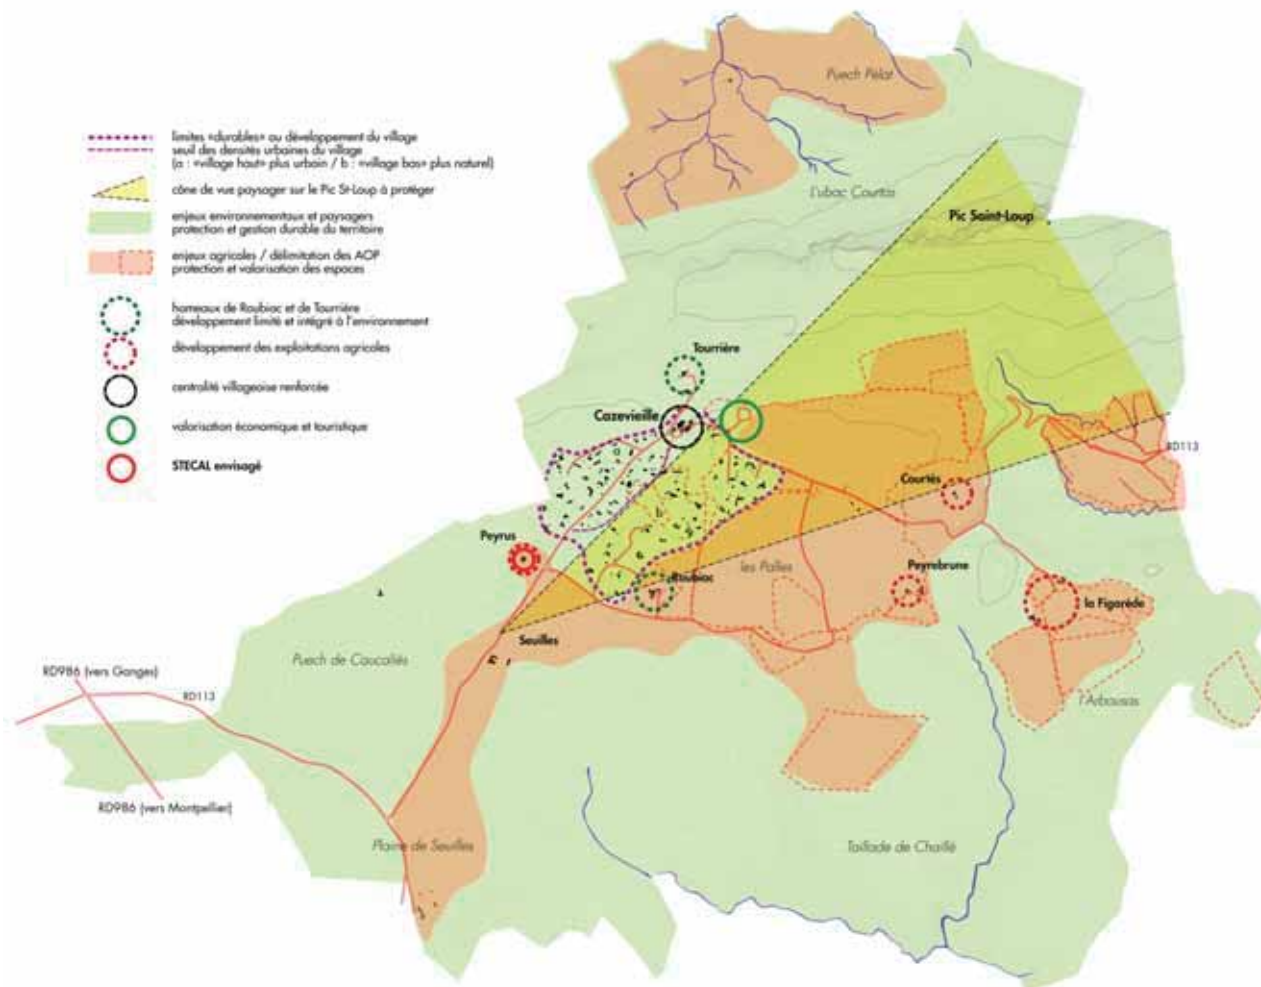 limites «durables» au développement du village
seuil des densités urbaines du village
(a : «village haut» plus urbain / b : «village bas» plus naturel)
cône de vue paysager sur le Pic St-Loup à protéger
enjeux environnementaux et paysagers
protection et gestion durable du territoire
enjeux agricoles / délimitation des AOP
protection et valorisation des espaces
hameaux de Roubiac et de Tourrière
développement limité et intégré à l'environnement
développement des exploitations agricoles
centralité villageoise renforcée
valorisation économique et touristique
STECAL envisagé
Puech Pelat
l'ubac Courtås
Pic Saint-Loup
Tourrière
Cazevieille
RD113
Courtès
Peyrus
a
b
Roubiac
les Palles
Peyrebrune
la Figarède
Seuilles
Puech de Caucaliès
RD986 (vers Ganges)
RD113
l'Arbousas
RD986 (vers Montpellier)
Plaine de Seuilles
Taillade de Chaillé